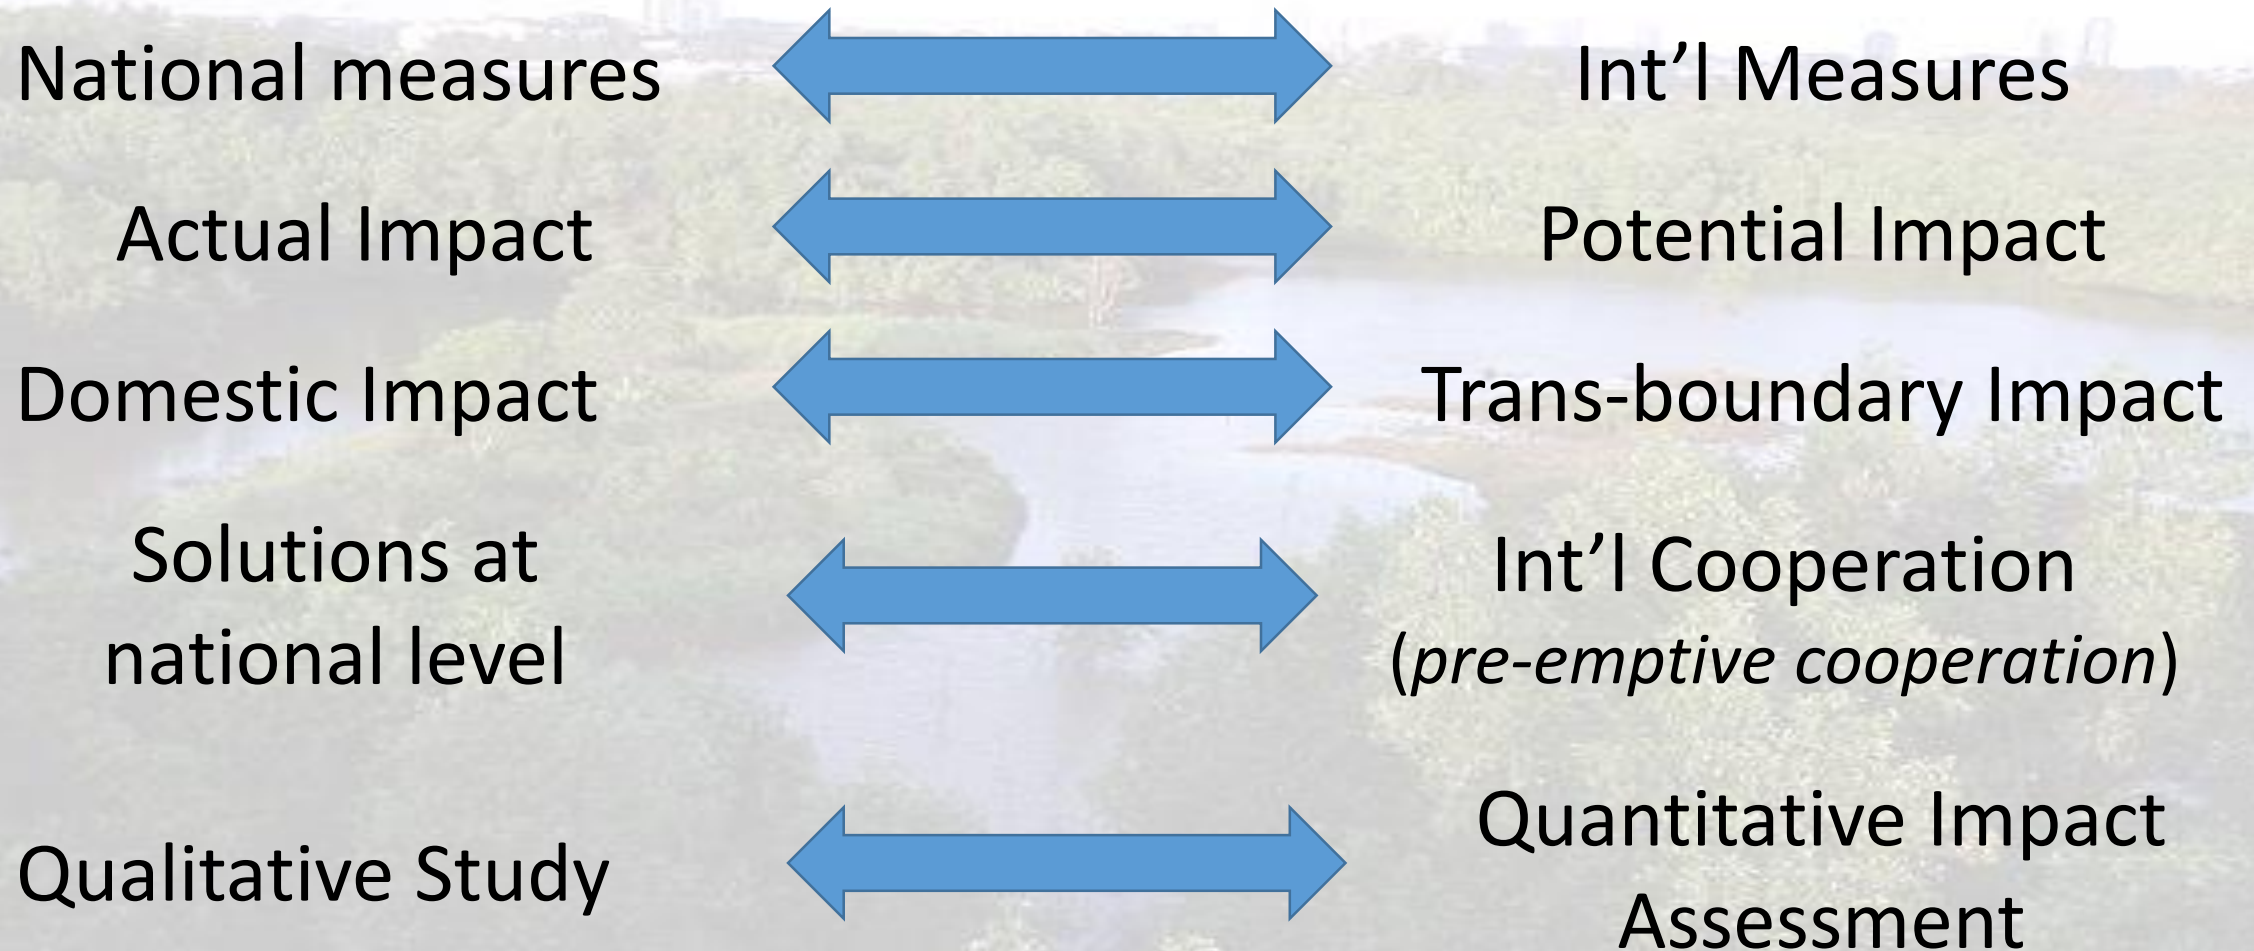 National measures
Int’l Measures
Actual Impact
Potential Impact
Domestic Impact
Trans-boundary Impact
Solutions at
national level
Int’l Cooperation
(pre-emptive cooperation)
Qualitative Study
Quantitative Impact
Assessment